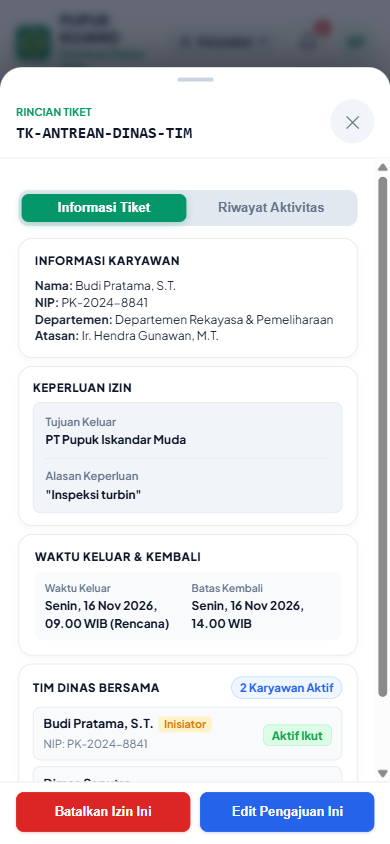 PUPUK
KUJANG
RINCIAN TIKET
TK-ANTREAN-DINAS-TIM
Informasi Tiket
Riwayat Aktivitas
INFORMASI KARYAWAN
Nama: Budi Pratama, S.T.
NIP: PK-2024-8841
Departemen: Departemen Rekayasa & Pemeliharaan
Atasan: Ir. Hendra Gunawan, M.T.
KEPERLUAN IZIN
Tujuan Keluar
PT Pupuk Iskandar Muda
Alasan Keperluan
"Inspeksi turbin"
WAKTU KELUAR & KEMBALI
Waktu Keluar
Senin, 16 Nov 2026,
09.00 WIB (Rencana)
Batas Kembali
Senin, 16 Nov 2026,
14.00 WIB
TIM DINAS BERSAMA
2 Karyawan Aktif
Budi Pratama, S.T. Inisiator
NIP: PK-2024-8841
Aktif Ikut
Batalkan Izin Ini
Edit Pengajuan Ini